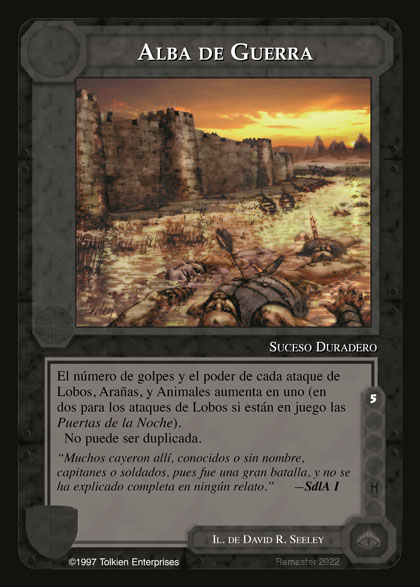 Alba de Guerra
Suceso Duradero
El número de golpes y el poder de cada ataque de
Lobos, Arañas, y Animales aumenta en uno (en
dos para los ataques de Lobos si están en juego las
Puertas de la Noche).
No puede ser duplicada.
“Muchos cayeron allí, conocidos o sin nombre,
capitanes o soldados, pues fue una gran batalla, y no se
ha explicado completa en ningún relato.” —SdlA I
5
Il. de David R. Seeley
©1997 Tolkien Enterprises
Remaster 2022